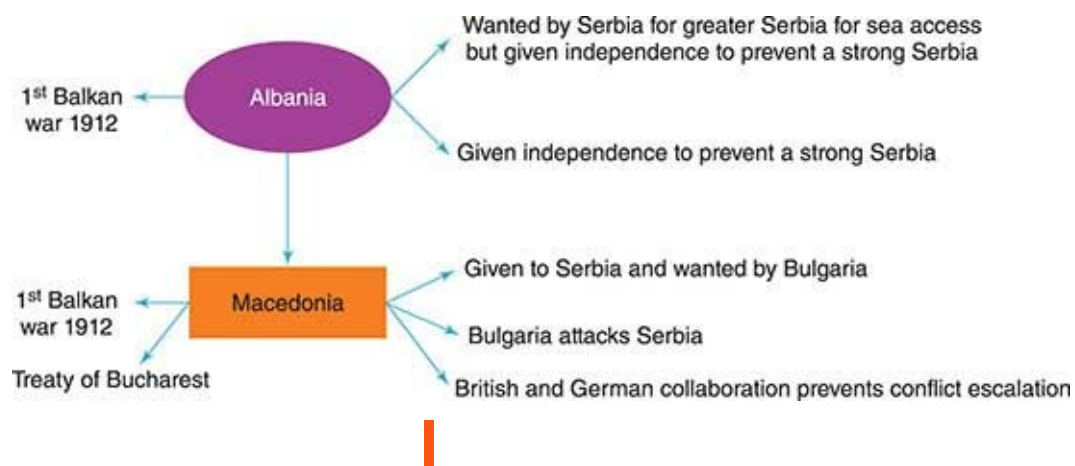 Wanted by Serbia for greater Serbia for sea access
but given independence to prevent a strong Serbia
1st Balkan
war 1912
Albania
Given independence to prevent a strong Serbia
Given to Serbia and wanted by Bulgaria
1st Balkan
war 1912
Macedonia
Bulgaria attacks Serbia
Treaty of Bucharest
British and German collaboration prevents conflict escalation